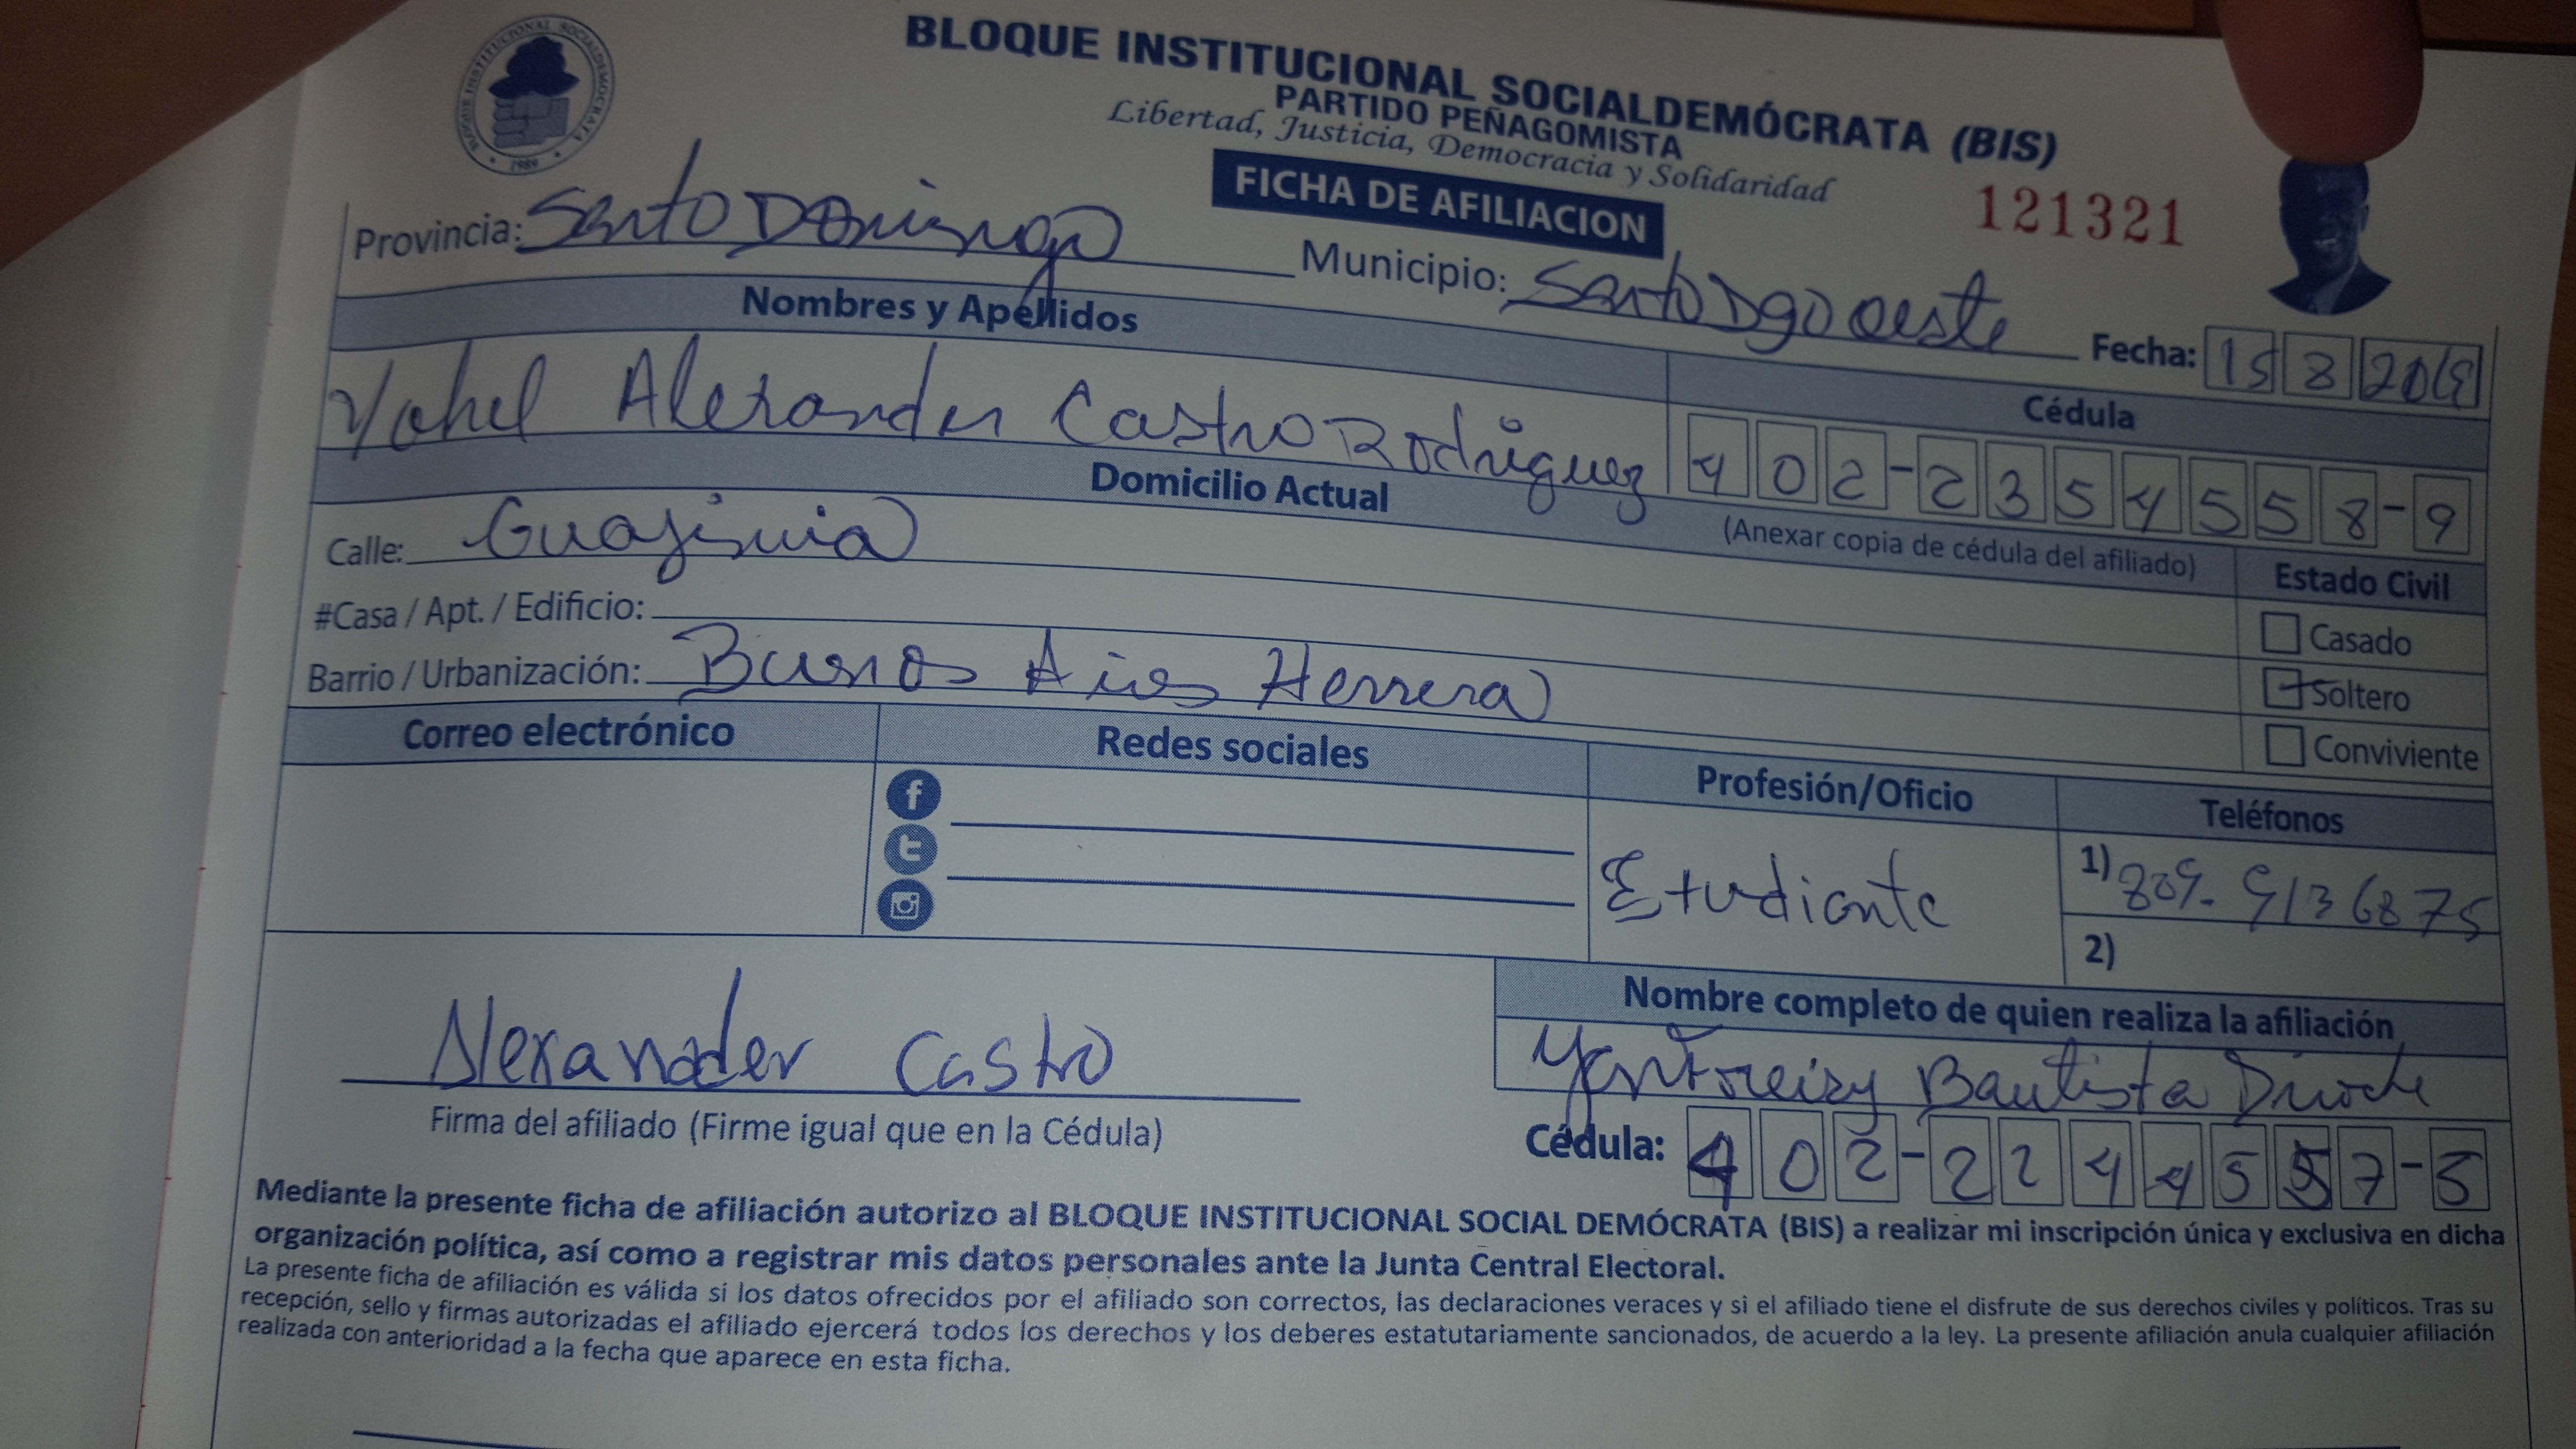 BLOQUE INSTITUCIONAL SOCIALDEMÓCRATA (BIS)
PARTIDO PEÑAGOMISTA
Libertad, Justicia, Democracia y Solidaridad
FICHA DE AFILIACION
121321
BLOQUE INSTITUCIONAL SOCIALDEMOCRATA
1989
Provincia: Santo Domingo Municipio: Santo Dgo oeste Fecha: 15 8 2019
Nombres y Apellidos Cédula
Alexander Castro Rodriguez 402-2354558-9
(Anexar copia de cédula del afiliado)
Domicilio Actual Estado Civil
Calle:
#Casa / Apt. / Edificio: Casado
Barrio / Urbanización: Buenos Aires Herrera Soltero
Conviviente
Correo electrónico Redes sociales Profesión/Oficio Teléfonos
Estudiante
1) 809-9136875
2)
Nombre completo de quien realiza la afiliación
Bautista
Alexanader Castro
Firma del afiliado (Firme igual que en la Cédula)
Cédula: 402-2244557-5
Mediante la presente ficha de afiliación autorizo al BLOQUE INSTITUCIONAL SOCIAL DEMÓCRATA (BIS) a realizar mi inscripción única y exclusiva en dicha
organización política, así como a registrar mis datos personales ante la Junta Central Electoral.
La presente ficha de afiliación es válida si los datos ofrecidos por el afiliado son correctos, las declaraciones veraces y si el afiliado tiene el disfrute de sus derechos civiles y políticos. Tras su
recepción, sello y firmas autorizadas el afiliado ejercerá todos los derechos y los deberes estatutariamente sancionados, de acuerdo a la ley. La presente afiliación anula cualquier afiliación
realizada con anterioridad a la fecha que aparece en esta ficha.